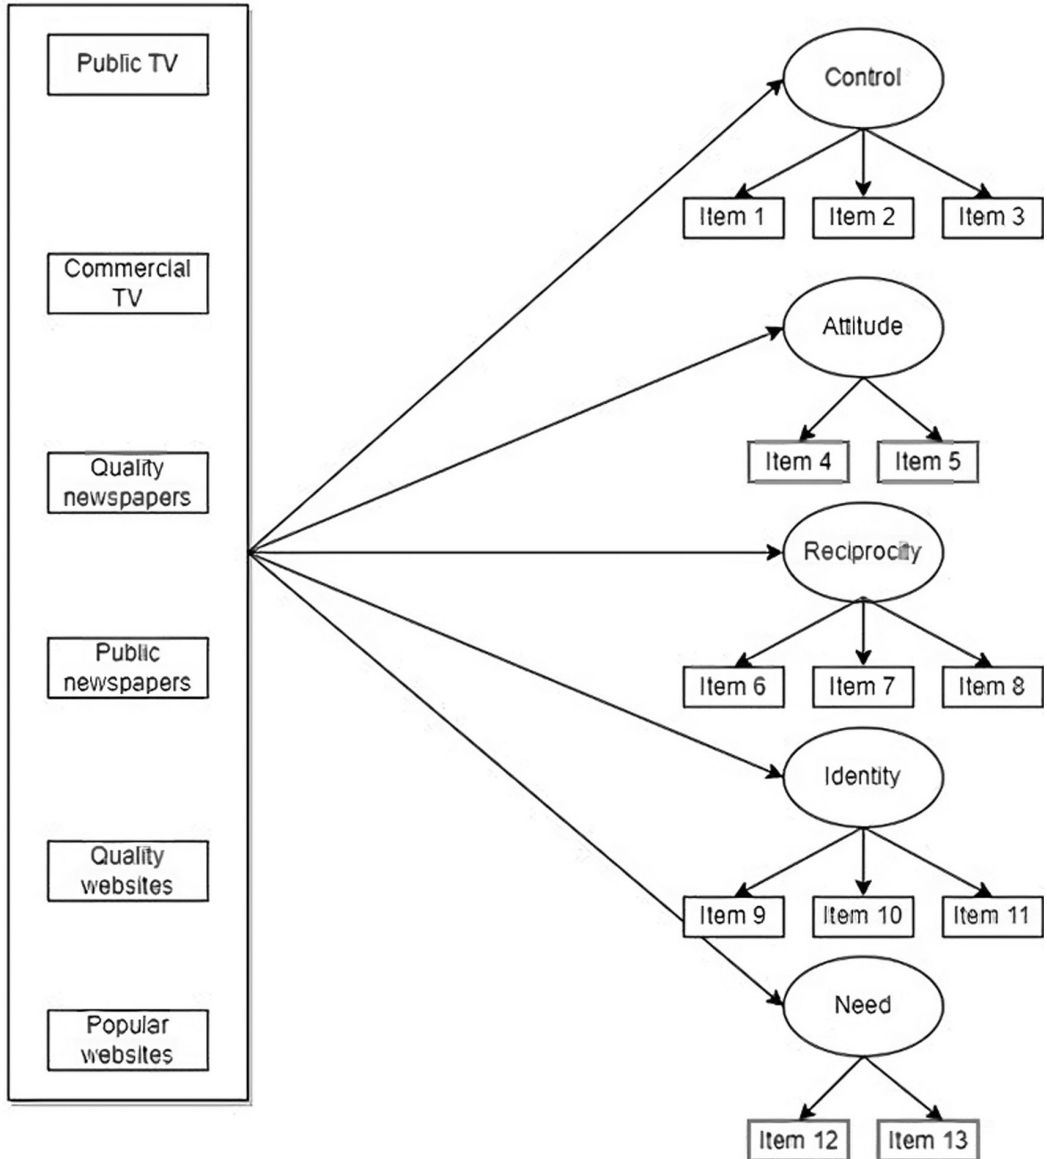 Public TV
Commercial
TV
Quality
newspapers
Public
newspapers
Quality
websites
Popular
websites
Control
Item 1
Item 2
Item 3
Attitude
Item 4
Item 5
Reciprocity
Item 6
Item 7
Item 8
Identity
Item 9
Item 10
Item 11
Need
Item 12
Item 13